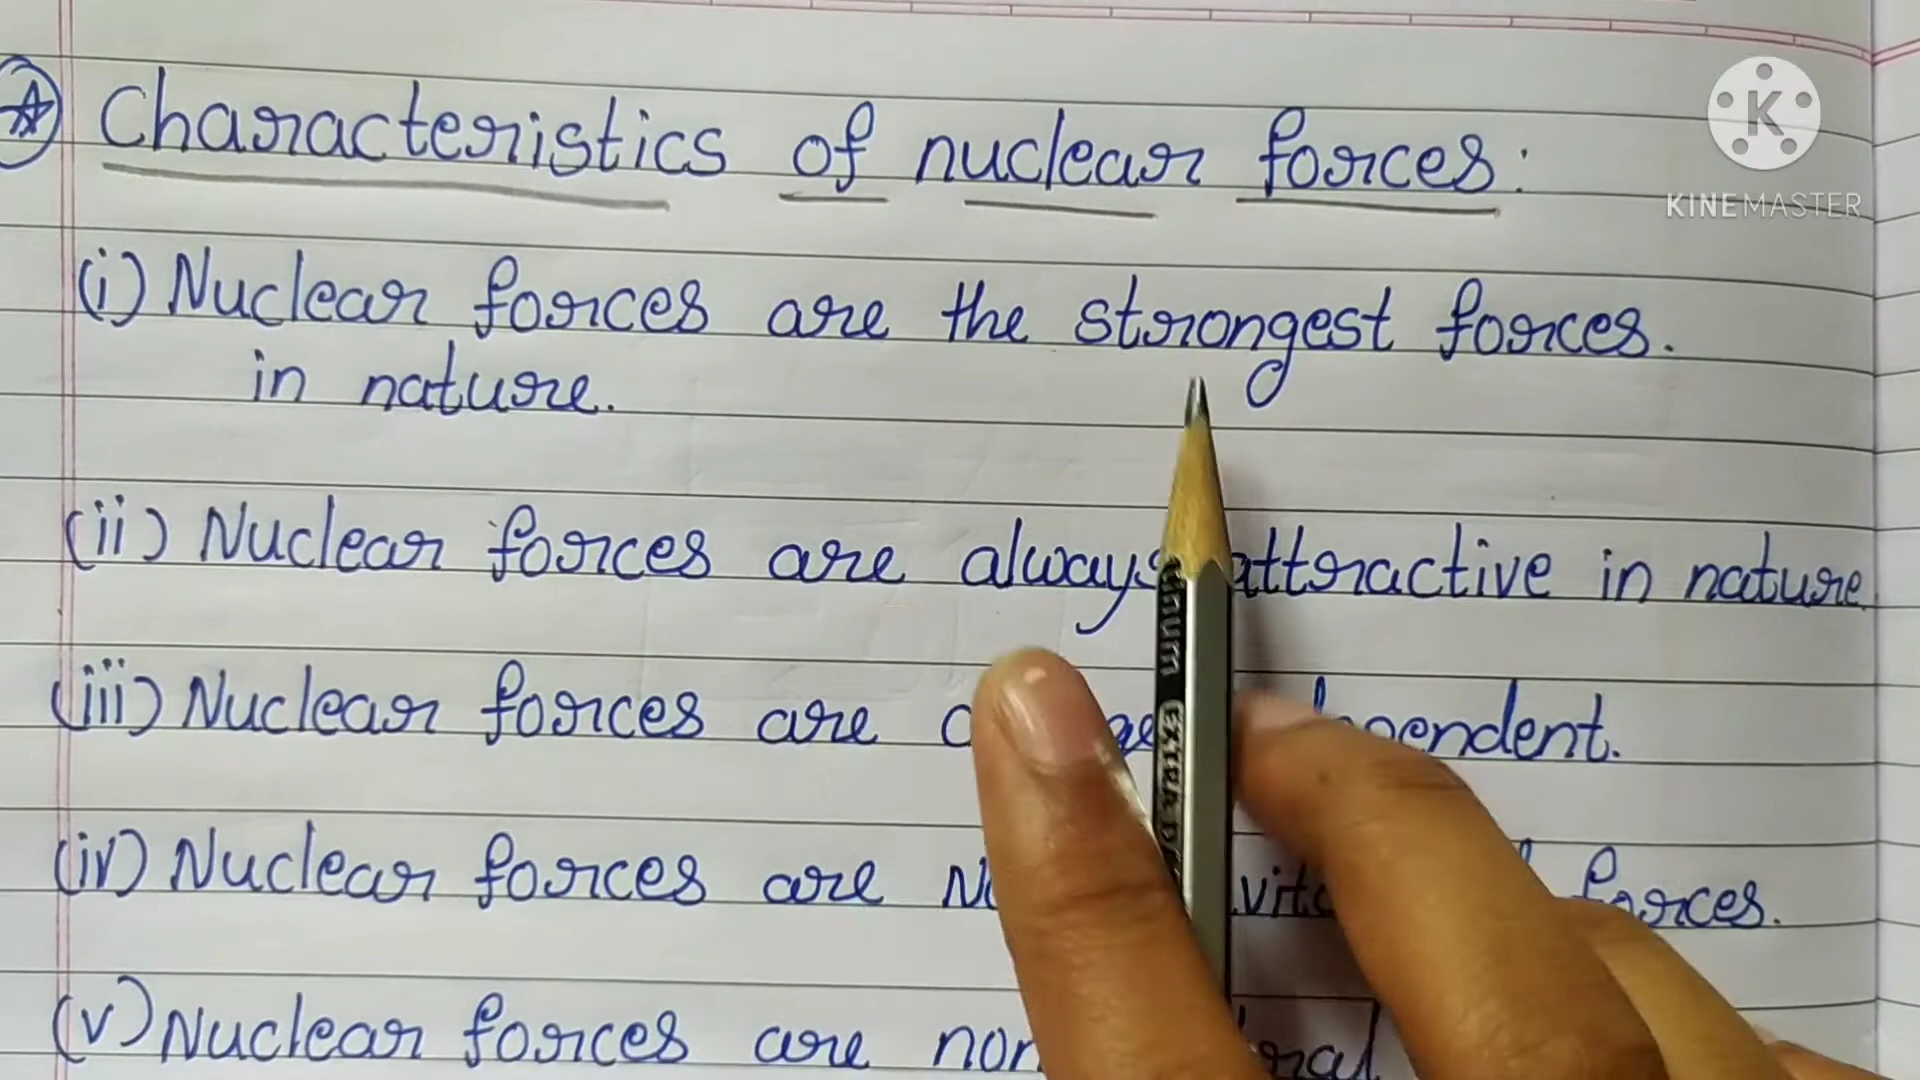 Characteristics of nuclear forces:
K
KINEMASTER
(i) Nuclear forces are the strongest forces.
in nature.
(ii) Nuclear forces are always attractive in nature.
(iii) Nuclear forces are
(iv) Nuclear forces are forces.
(v) Nuclear forces are